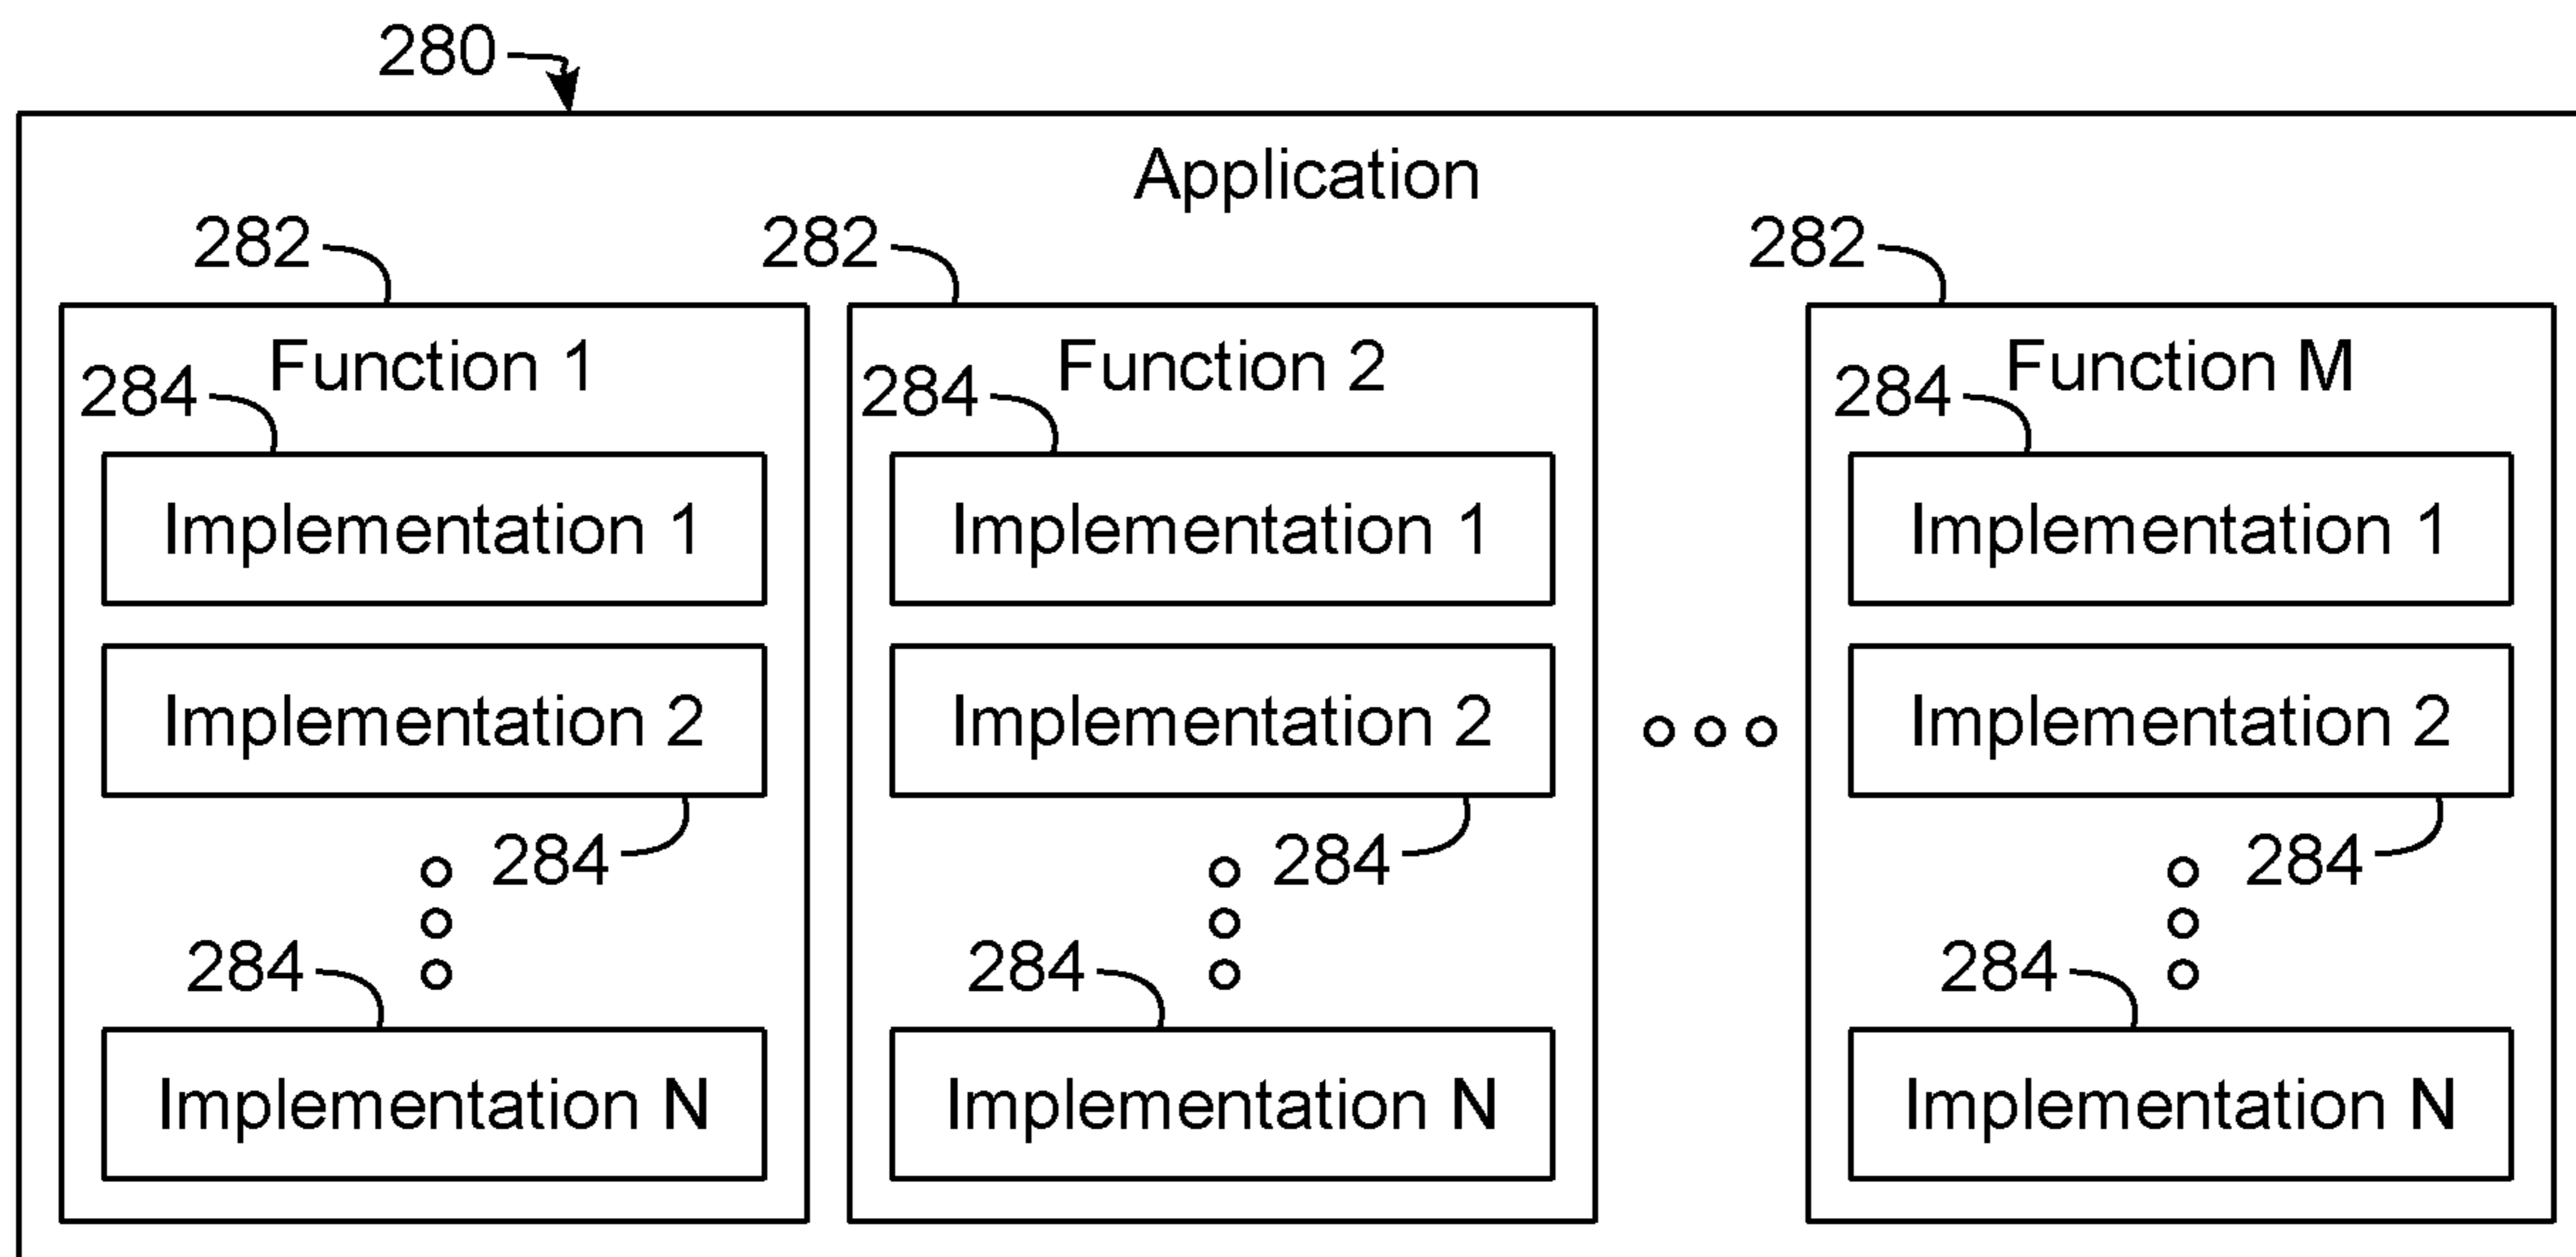 280
Application
282
282
282
Function 1
Function 2
Function M
284
284
284
Implementation 1
Implementation 1
Implementation 1
Implementation 2
Implementation 2
Implementation 2
284
284
284
284
284
284
Implementation N
Implementation N
Implementation N